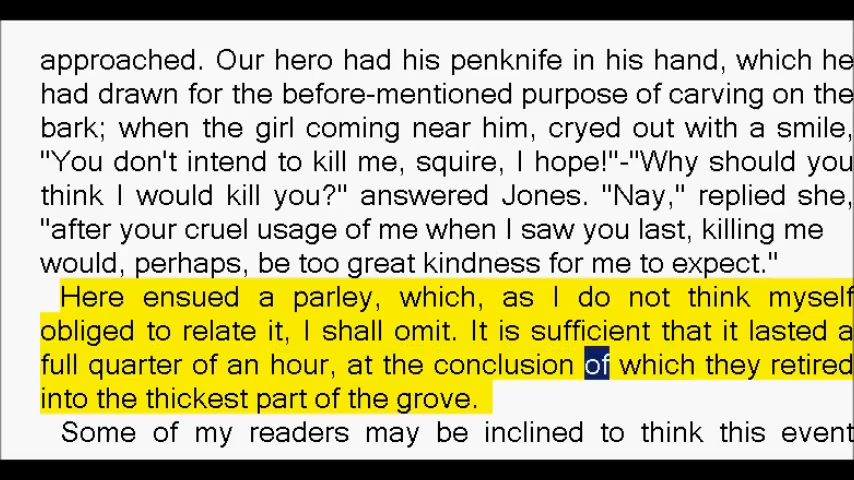 approached. Our hero had his penknife in his hand, which he
had drawn for the before-mentioned purpose of carving on the
bark; when the girl coming near him, cryed out with a smile,
"You don't intend to kill me, squire, I hope!"-"Why should you
think I would kill you?" answered Jones. "Nay," replied she,
"after your cruel usage of me when I saw you last, killing me
would, perhaps, be too great kindness for me to expect."
Here ensued a parley, which, as I do not think myself
obliged to relate it, I shall omit. It is sufficient that it lasted a
full quarter of an hour, at the conclusion of which they retired
into the thickest part of the grove.
Some of my readers may be inclined to think this event